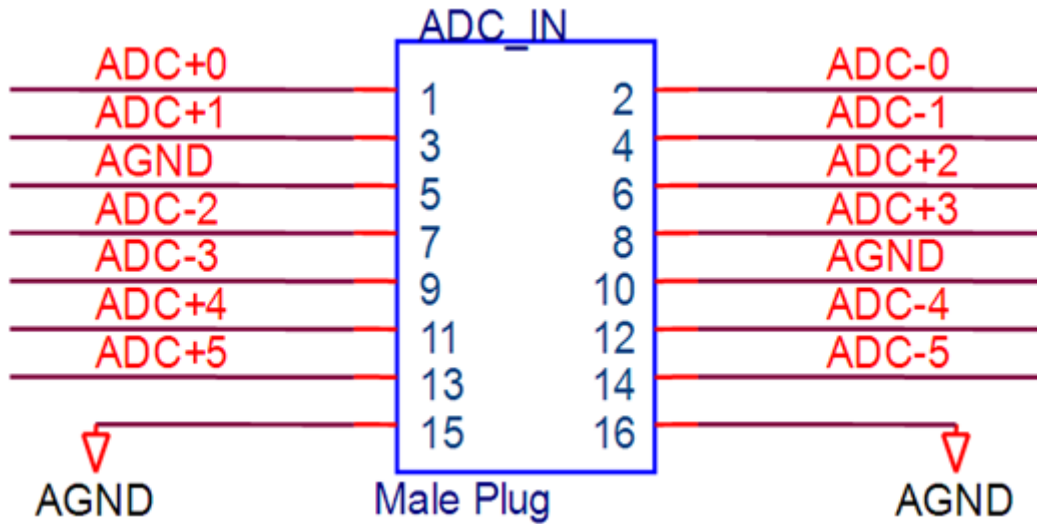 ADC_IN
ADC+0 1 2 ADC-0
ADC+1 3 4 ADC-1
AGND 5 6 ADC+2
ADC-2 7 8 ADC+3
ADC-3 9 10 AGND
ADC+4 11 12 ADC-4
ADC+5 13 14 ADC-5
15 16
AGND Male Plug AGND